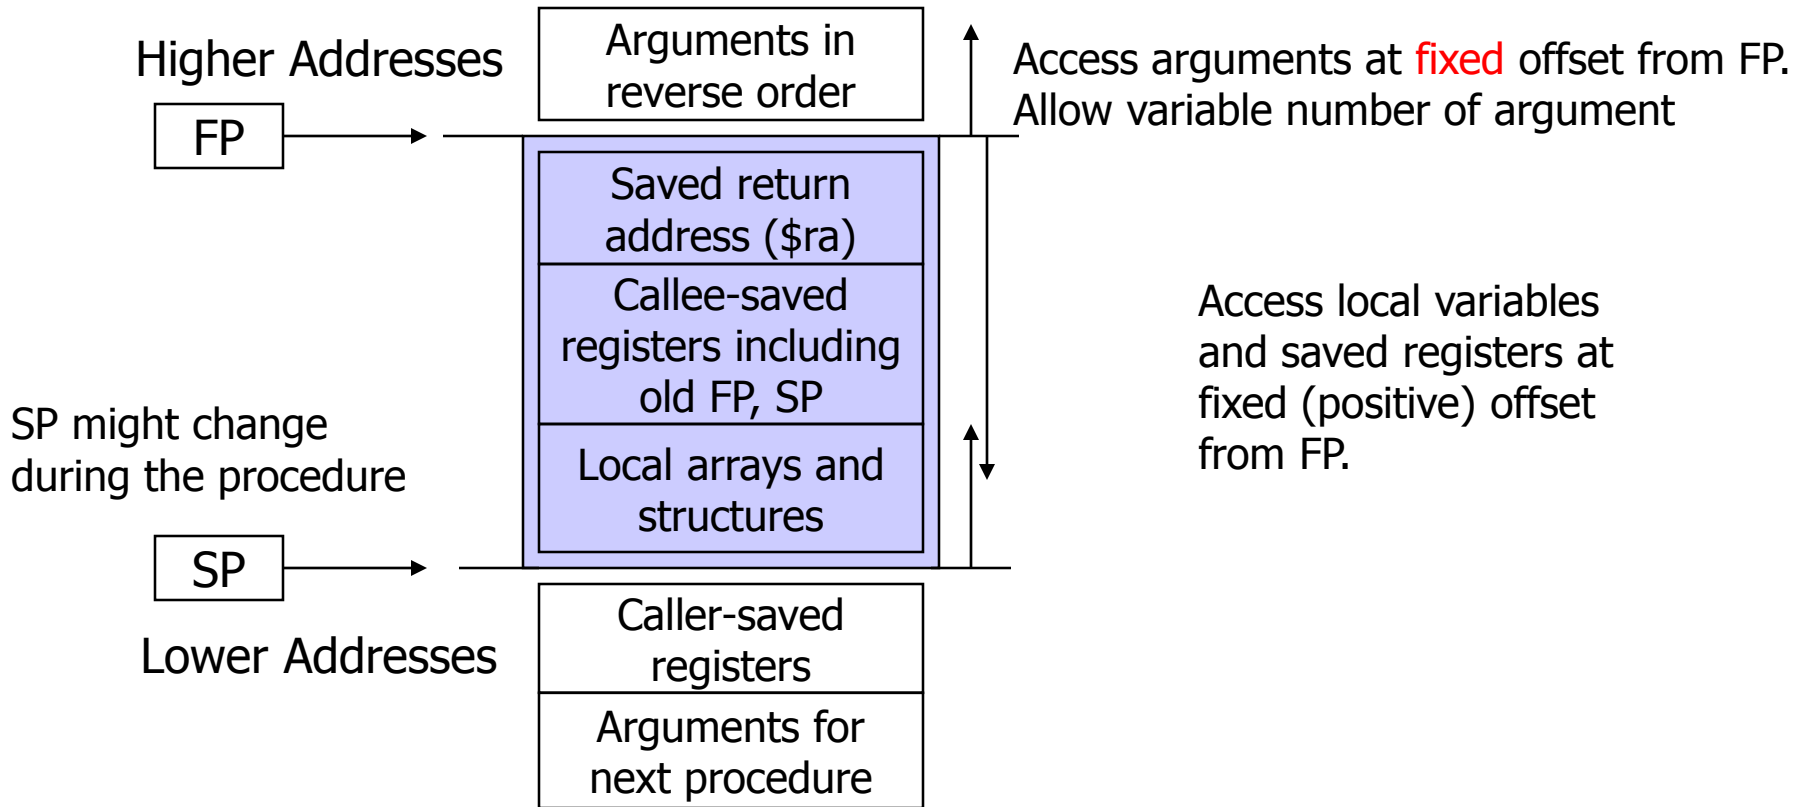 Higher Addresses
FP
Arguments in
reverse order
Access arguments at fixed offset from FP.
Allow variable number of argument
Saved return
address ($ra)
Callee-saved
registers including
old FP, SP
Local arrays and
structures
Access local variables
and saved registers at
fixed (positive) offset
from FP.
SP might change
during the procedure
SP
Lower Addresses
Caller-saved
registers
Arguments for
next procedure